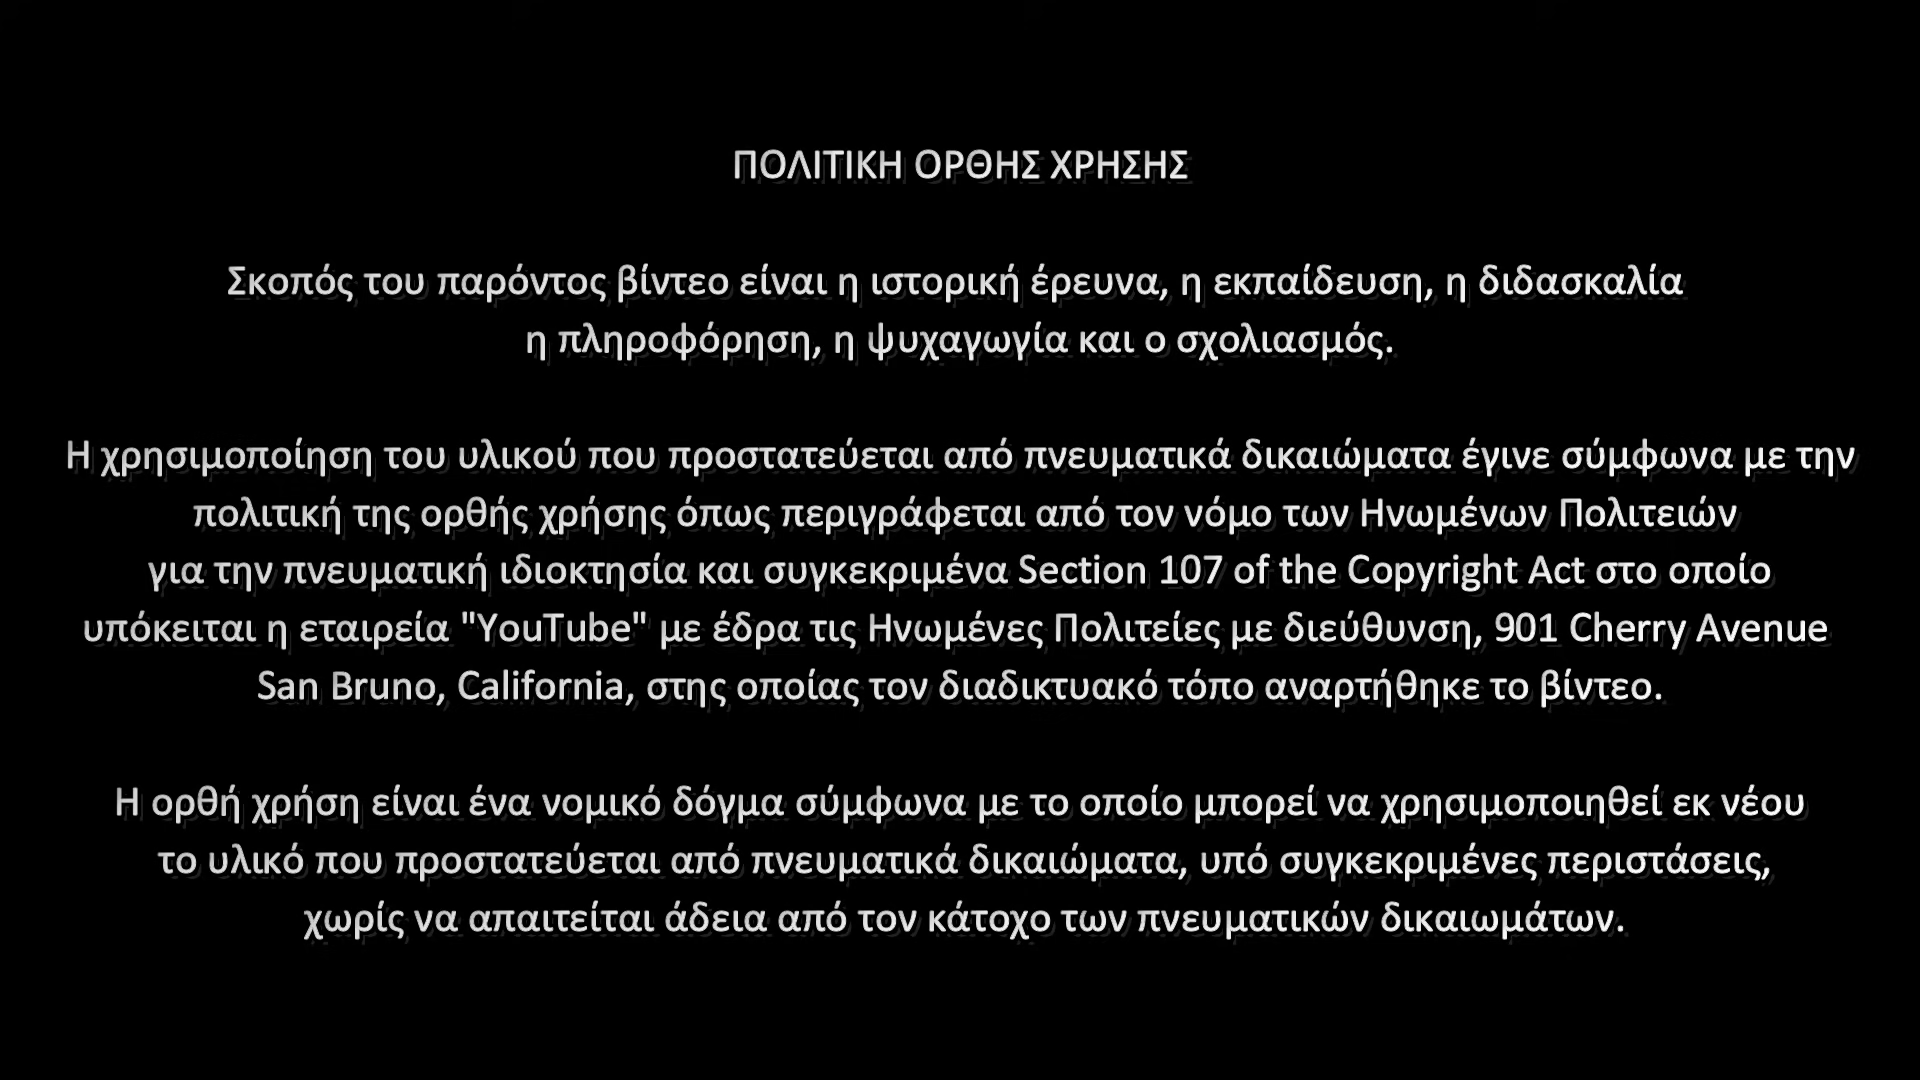 ΠΟΛΙΤΙΚΗ ΟΡΘΗΣ ΧΡΗΣΗΣ
Σκοπός του παρόντος βίντεο είναι η ιστορική έρευνα, η εκπαίδευση, η διδασκαλία
η πληροφόρηση, η ψυχαγωγία και ο σχολιασμός.
Η χρησιμοποίηση του υλικού που προστατεύεται από πνευματικά δικαιώματα έγινε σύμφωνα με την
πολιτική της ορθής χρήσης όπως περιγράφεται από τον νόμο των Ηνωμένων Πολιτειών
για την πνευματική ιδιοκτησία και συγκεκριμένα Section 107 of the Copyright Act στο οποίο
υπόκειται η εταιρεία "YouTube" με έδρα τις Ηνωμένες Πολιτείες με διεύθυνση, 901 Cherry Avenue
San Bruno, California, στης οποίας τον διαδικτυακό τόπο αναρτήθηκε το βίντεο.
Η ορθή χρήση είναι ένα νομικό δόγμα σύμφωνα με το οποίο μπορεί να χρησιμοποιηθεί εκ νέου
το υλικό που προστατεύεται από πνευματικά δικαιώματα, υπό συγκεκριμένες περιστάσεις,
χωρίς να απαιτείται άδεια από τον κάτοχο των πνευματικών δικαιωμάτων.